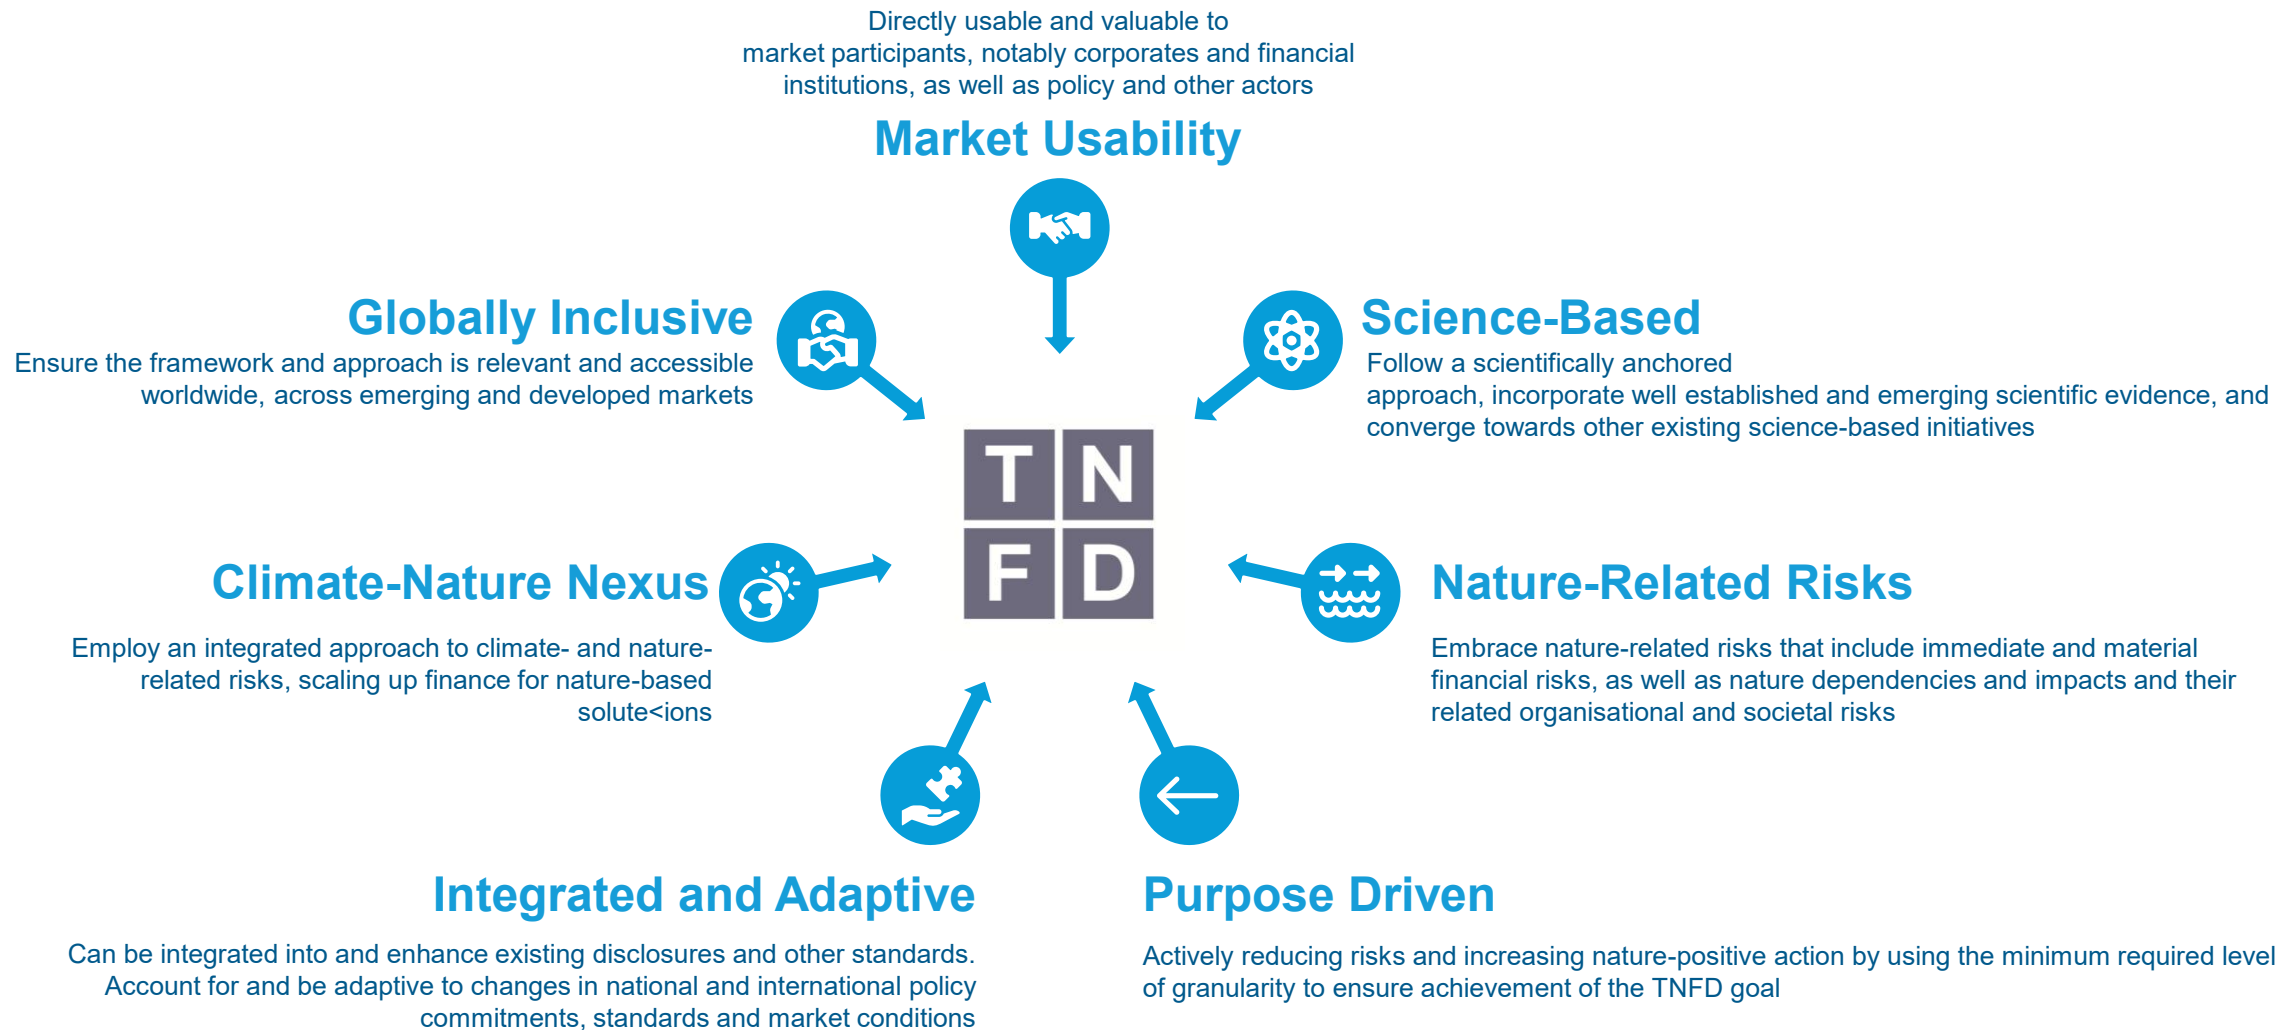 Directly usable and valuable to
market participants, notably corporates and financial
institutions, as well as policy and other actors
Market Usability
Globally Inclusive
Ensure the framework and approach is relevant and accessible
worldwide, across emerging and developed markets
Science-Based
Follow a scientifically anchored
approach, incorporate well established and emerging scientific evidence, and
converge towards other existing science-based initiatives
T N
F D
Climate-Nature Nexus
Employ an integrated approach to climate- and nature-
related risks, scaling up finance for nature-based
solute<ions
Nature-Related Risks
Embrace nature-related risks that include immediate and material
financial risks, as well as nature dependencies and impacts and their
related organisational and societal risks
Integrated and Adaptive
Can be integrated into and enhance existing disclosures and other standards.
Account for and be adaptive to changes in national and international policy
commitments, standards and market conditions
Purpose Driven
Actively reducing risks and increasing nature-positive action by using the minimum required level
of granularity to ensure achievement of the TNFD goal